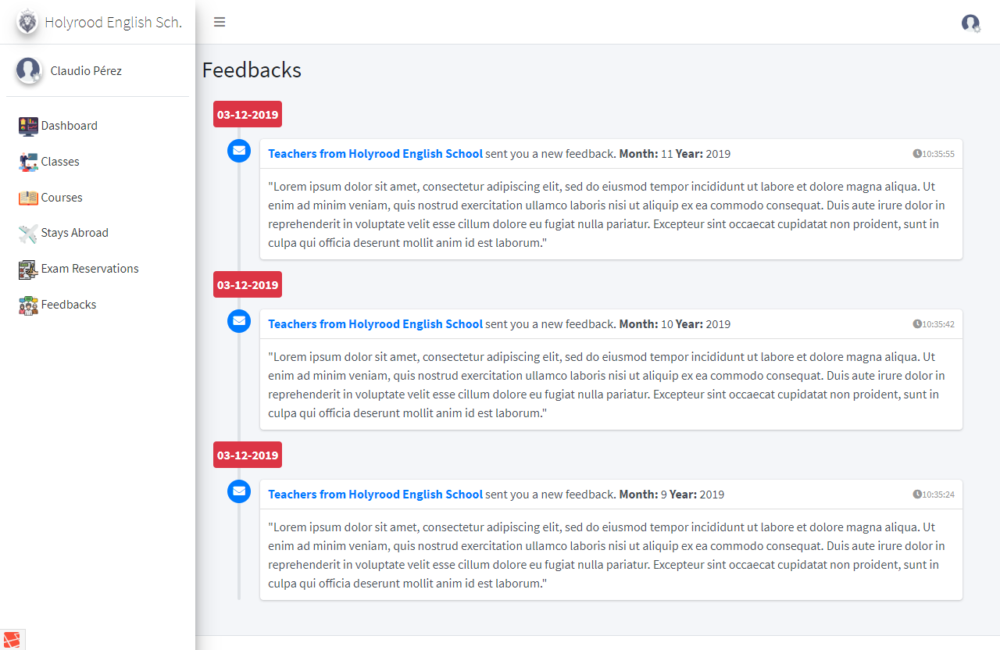 Holyrood English Sch.
Claudio Pérez
Dashboard
Classes
Courses
Stays Abroad
Exam Reservations
Feedbacks
Feedbacks
03-12-2019
Teachers from Holyrood English School sent you a new feedback. Month: 11 Year: 2019
10:35:55
"Lorem ipsum dolor sit amet, consectetur adipiscing elit, sed do eiusmod tempor incididunt ut labore et dolore magna aliqua. Ut
enim ad minim veniam, quis nostrud exercitation ullamco laboris nisi ut aliquip ex ea commodo consequat. Duis aute irure dolor in
reprehenderit in voluptate velit esse cillum dolore eu fugiat nulla pariatur. Excepteur sint occaecat cupidatat non proident, sunt in
culpa qui officia deserunt mollit anim id est laborum."
03-12-2019
Teachers from Holyrood English School sent you a new feedback. Month: 10 Year: 2019
10:35:42
"Lorem ipsum dolor sit amet, consectetur adipiscing elit, sed do eiusmod tempor incididunt ut labore et dolore magna aliqua. Ut
enim ad minim veniam, quis nostrud exercitation ullamco laboris nisi ut aliquip ex ea commodo consequat. Duis aute irure dolor in
reprehenderit in voluptate velit esse cillum dolore eu fugiat nulla pariatur. Excepteur sint occaecat cupidatat non proident, sunt in
culpa qui officia deserunt mollit anim id est laborum."
03-12-2019
Teachers from Holyrood English School sent you a new feedback. Month: 9 Year: 2019
10:35:24
"Lorem ipsum dolor sit amet, consectetur adipiscing elit, sed do eiusmod tempor incididunt ut labore et dolore magna aliqua. Ut
enim ad minim veniam, quis nostrud exercitation ullamco laboris nisi ut aliquip ex ea commodo consequat. Duis aute irure dolor in
reprehenderit in voluptate velit esse cillum dolore eu fugiat nulla pariatur. Excepteur sint occaecat cupidatat non proident, sunt in
culpa qui officia deserunt mollit anim id est laborum."